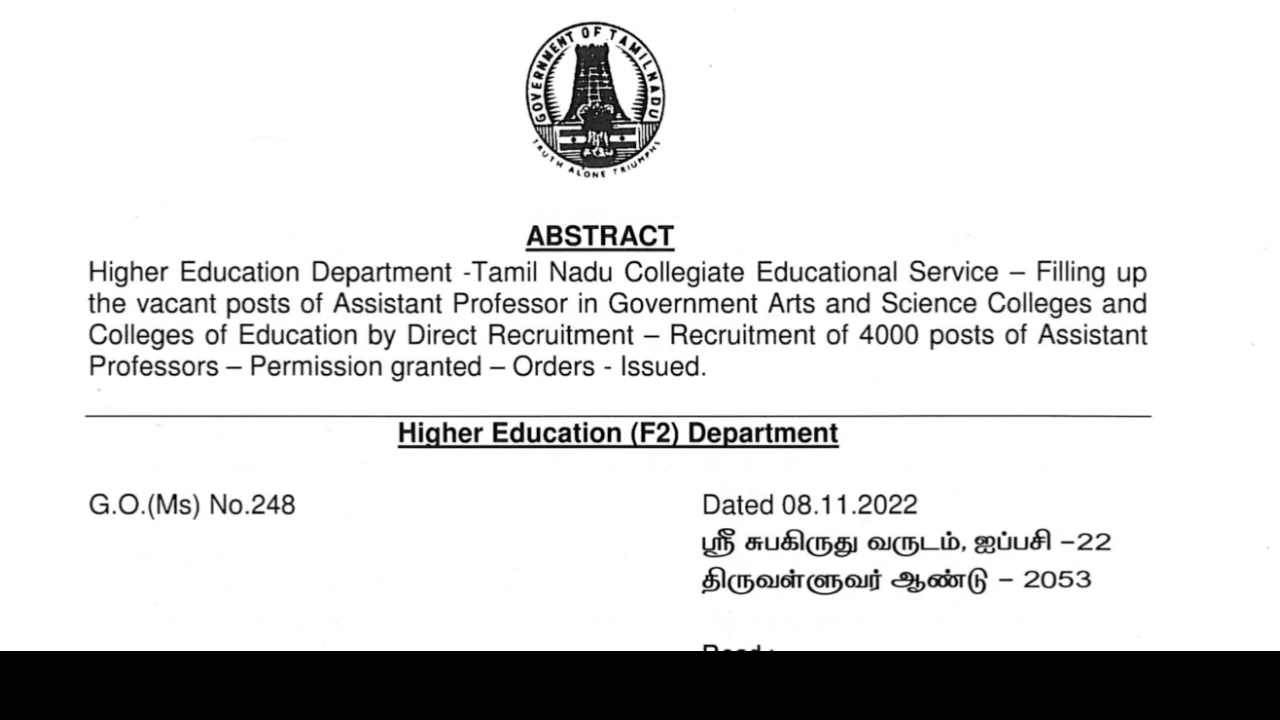 GOVERNMENT OF TAMILNADU
TRUTH ALONE TRIUMPHS
ABSTRACT
Higher Education Department -Tamil Nadu Collegiate Educational Service – Filling up
the vacant posts of Assistant Professor in Government Arts and Science Colleges and
Colleges of Education by Direct Recruitment – Recruitment of 4000 posts of Assistant
Professors – Permission granted – Orders - Issued.
Higher Education (F2) Department
G.O.(Ms) No.248
Dated 08.11.2022
ஸ்ரீ சுபகிருது வருடம், ஐப்பசி –22
திருவள்ளுவர் ஆண்டு – 2053